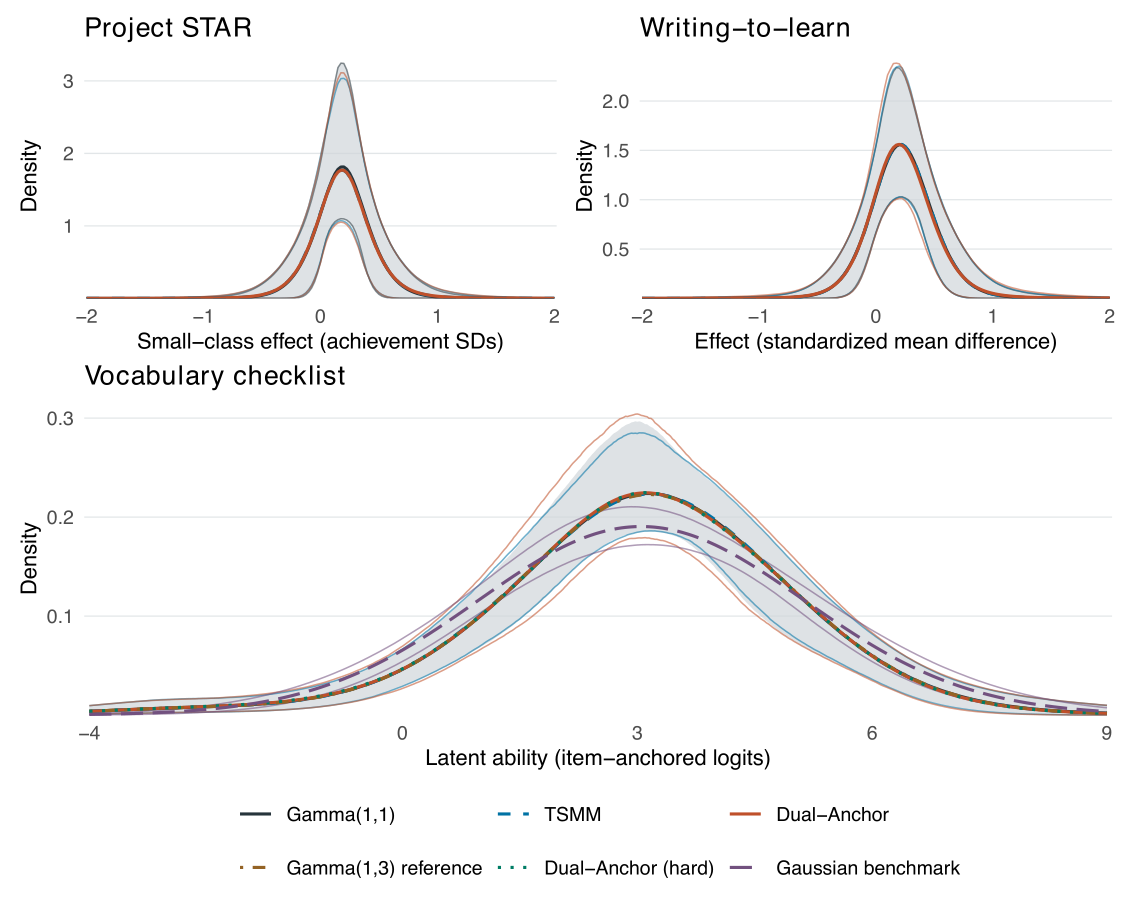 Project STAR
Writing−to−learn
Density
3
2
1
−2
−1
0
1
2
Small−class effect (achievement SDs)
Density
2.0
1.5
1.0
0.5
−2
−1
0
1
2
Effect (standardized mean difference)
Vocabulary checklist
Density
0.3
0.2
0.1
−4
0
3
6
9
Latent ability (item−anchored logits)
Gamma(1,1)
TSMM
Dual−Anchor
Gamma(1,3) reference
Dual−Anchor (hard)
Gaussian benchmark